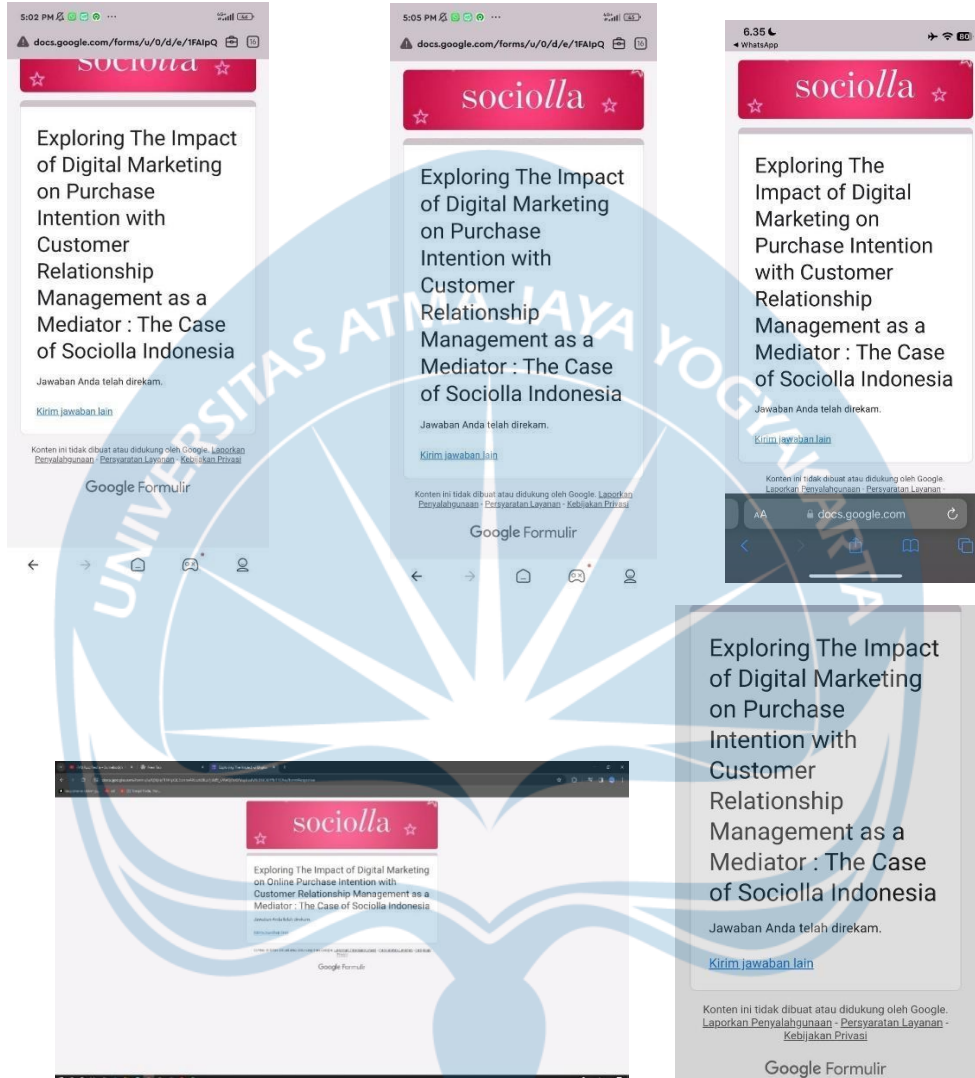 5:02 PM
docs.google.com/forms/u/0/d/e/1FAIpQ
16
sociolla
Exploring The Impact
of Digital Marketing
on Purchase
Intention with
Customer
Relationship
Management as a
Mediator : The Case
of Sociolla Indonesia
Jawaban Anda telah direkam.
Kirim jawaban lain
Konten ini tidak dibuat atau didukung oleh Google. Laporkan
Penyalahgunaan - Persyaratan Layanan - Kebijakan Privasi
Google Formulir
5:05 PM
docs.google.com/forms/u/0/d/e/1FAIpQ
16
sociolla
Exploring The Impact
of Digital Marketing
on Purchase
Intention with
Customer
Relationship
Management as a
Mediator : The Case
of Sociolla Indonesia
Jawaban Anda telah direkam.
Kirim jawaban lain
Konten ini tidak dibuat atau didukung oleh Google. Laporkan
Penyalahgunaan - Persyaratan Layanan - Kebijakan Privasi
Google Formulir
6.35
WhatsApp
80
sociolla
Exploring The
Impact of Digital
Marketing on
Purchase Intention
with Customer
Relationship
Management as a
Mediator : The Case
of Sociolla Indonesia
Jawaban Anda telah direkam.
Kirim jawaban lain
Konten ini tidak dibuat atau didukung oleh Google.
Laporkan Penyalahgunaan - Persyaratan Layanan -
AA
docs.google.com
UNIVERSITAS ATMA JAYA YOGYAKARTA
sociolla
Exploring The Impact of Digital Marketing
on Online Purchase Intention with
Customer Relationship Management as a
Mediator : The Case of Sociolla Indonesia
Jawaban Anda telah direkam.
Kirim jawaban lain
Google Formulir
Exploring The Impact
of Digital Marketing
on Purchase
Intention with
Customer
Relationship
Management as a
Mediator : The Case
of Sociolla Indonesia
Jawaban Anda telah direkam.
Kirim jawaban lain
Konten ini tidak dibuat atau didukung oleh Google.
Laporkan Penyalahgunaan - Persyaratan Layanan -
Kebijakan Privasi
Google Formulir